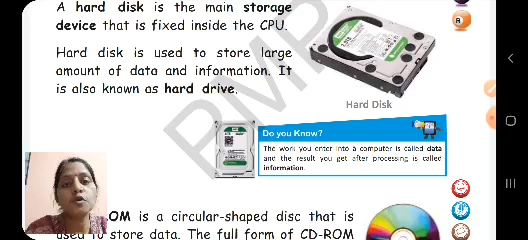 A hard disk is the main storage
device that is fixed inside the CPU.
Hard disk is used to store large
amount of data and information. It
is also known as hard drive.
Hard Disk
Do you Know?
The work you enter into a computer is called data
and the result you get after processing is called
information.
OM is a circular-shaped disc that is
used to store data. The full form of CD-ROM